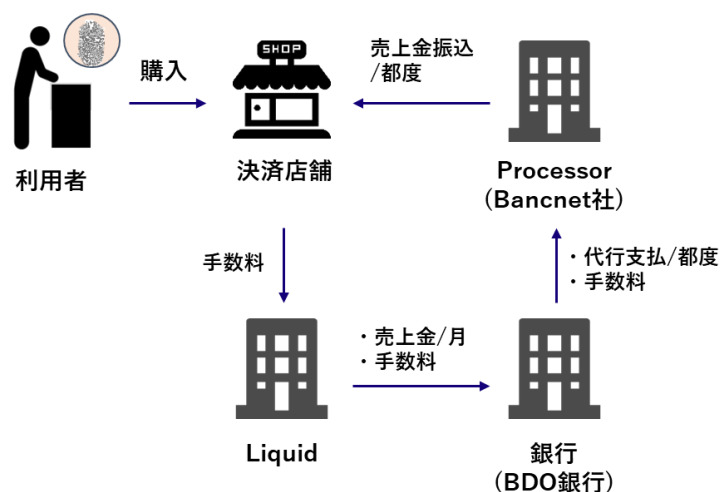 SHOP
購入
売上金振込
/都度
利用者
決済店舗
Processor
(Bancnet社)
手数料
・代行支払/都度
・手数料
・売上金/月
・手数料
Liquid
銀行
(BDO銀行)